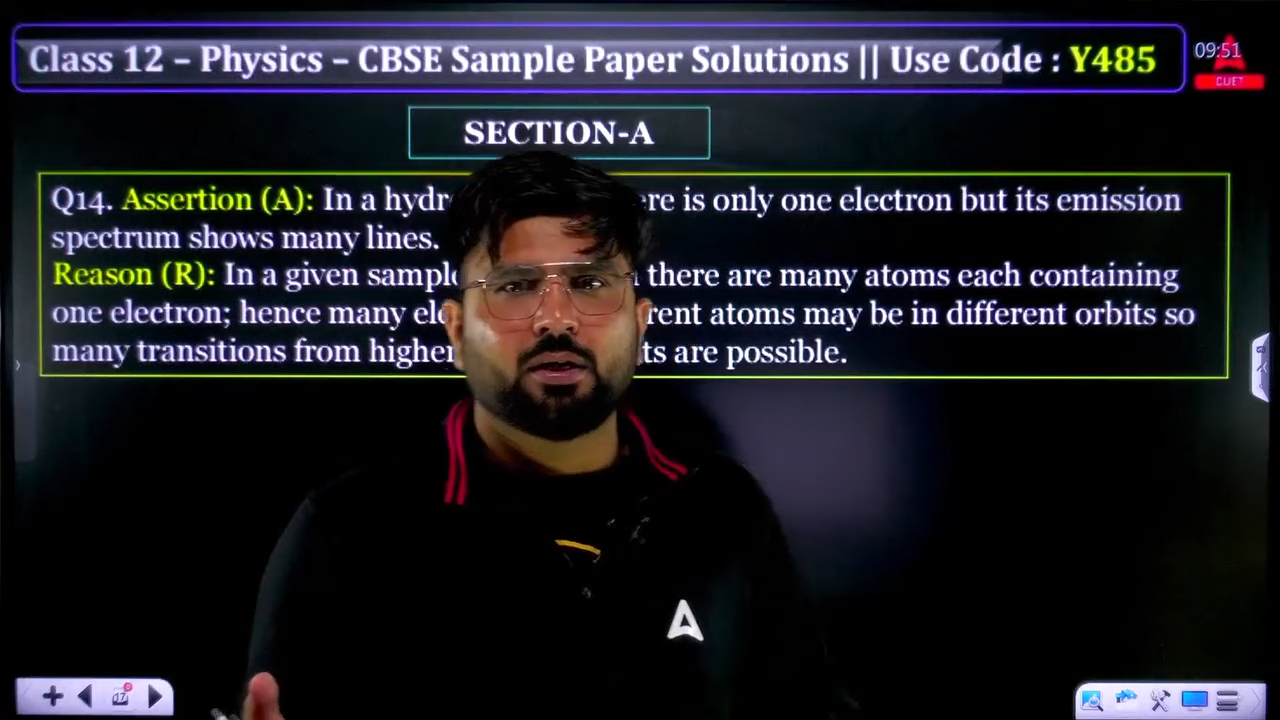 Class 12 – Physics – CBSE Sample Paper Solutions || Use Code : Y485
09:51
CUET
SECTION-A
Q14. Assertion (A): In a hydr ere is only one electron but its emission
spectrum shows many lines.
Reason (R): In a given sample there are many atoms each containing
one electron; hence many ele rent atoms may be in different orbits so
many transitions from higher ts are possible.
17